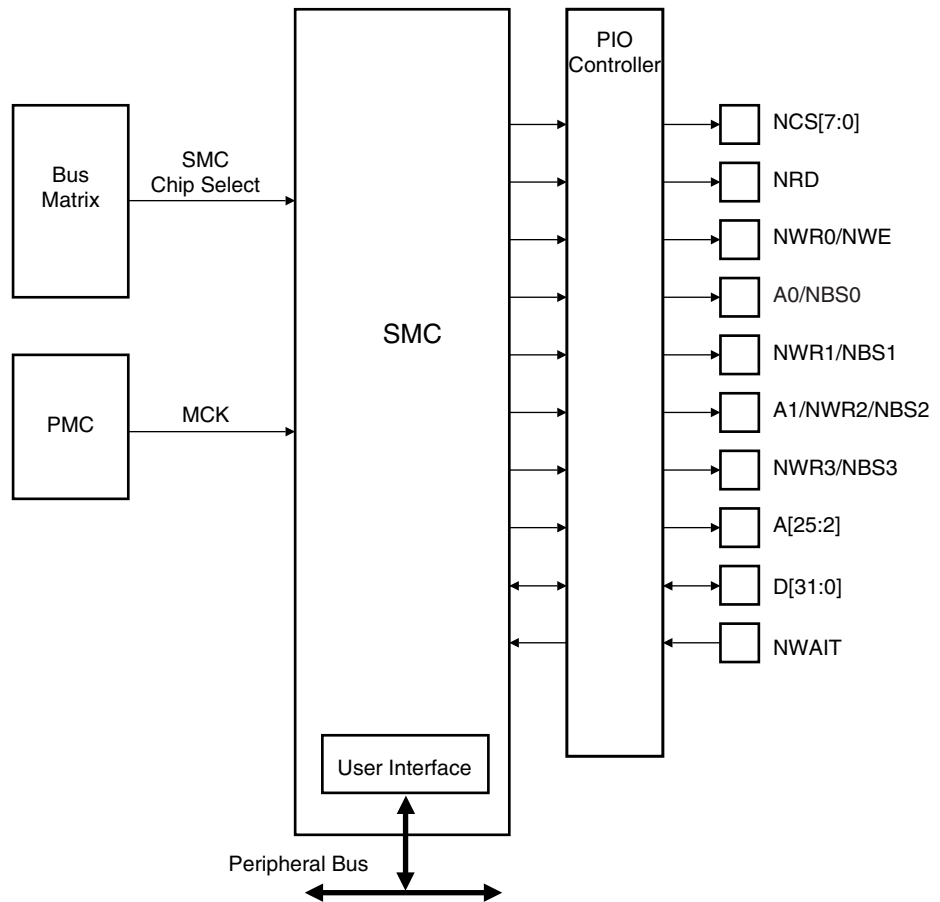 PIO
Controller
NCS[7:0]
Bus
Matrix
SMC
Chip Select
NRD
NWR0/NWE
A0/NBS0
SMC
NWR1/NBS1
PMC
MCK
A1/NWR2/NBS2
NWR3/NBS3
A[25:2]
D[31:0]
NWAIT
User Interface
Peripheral Bus